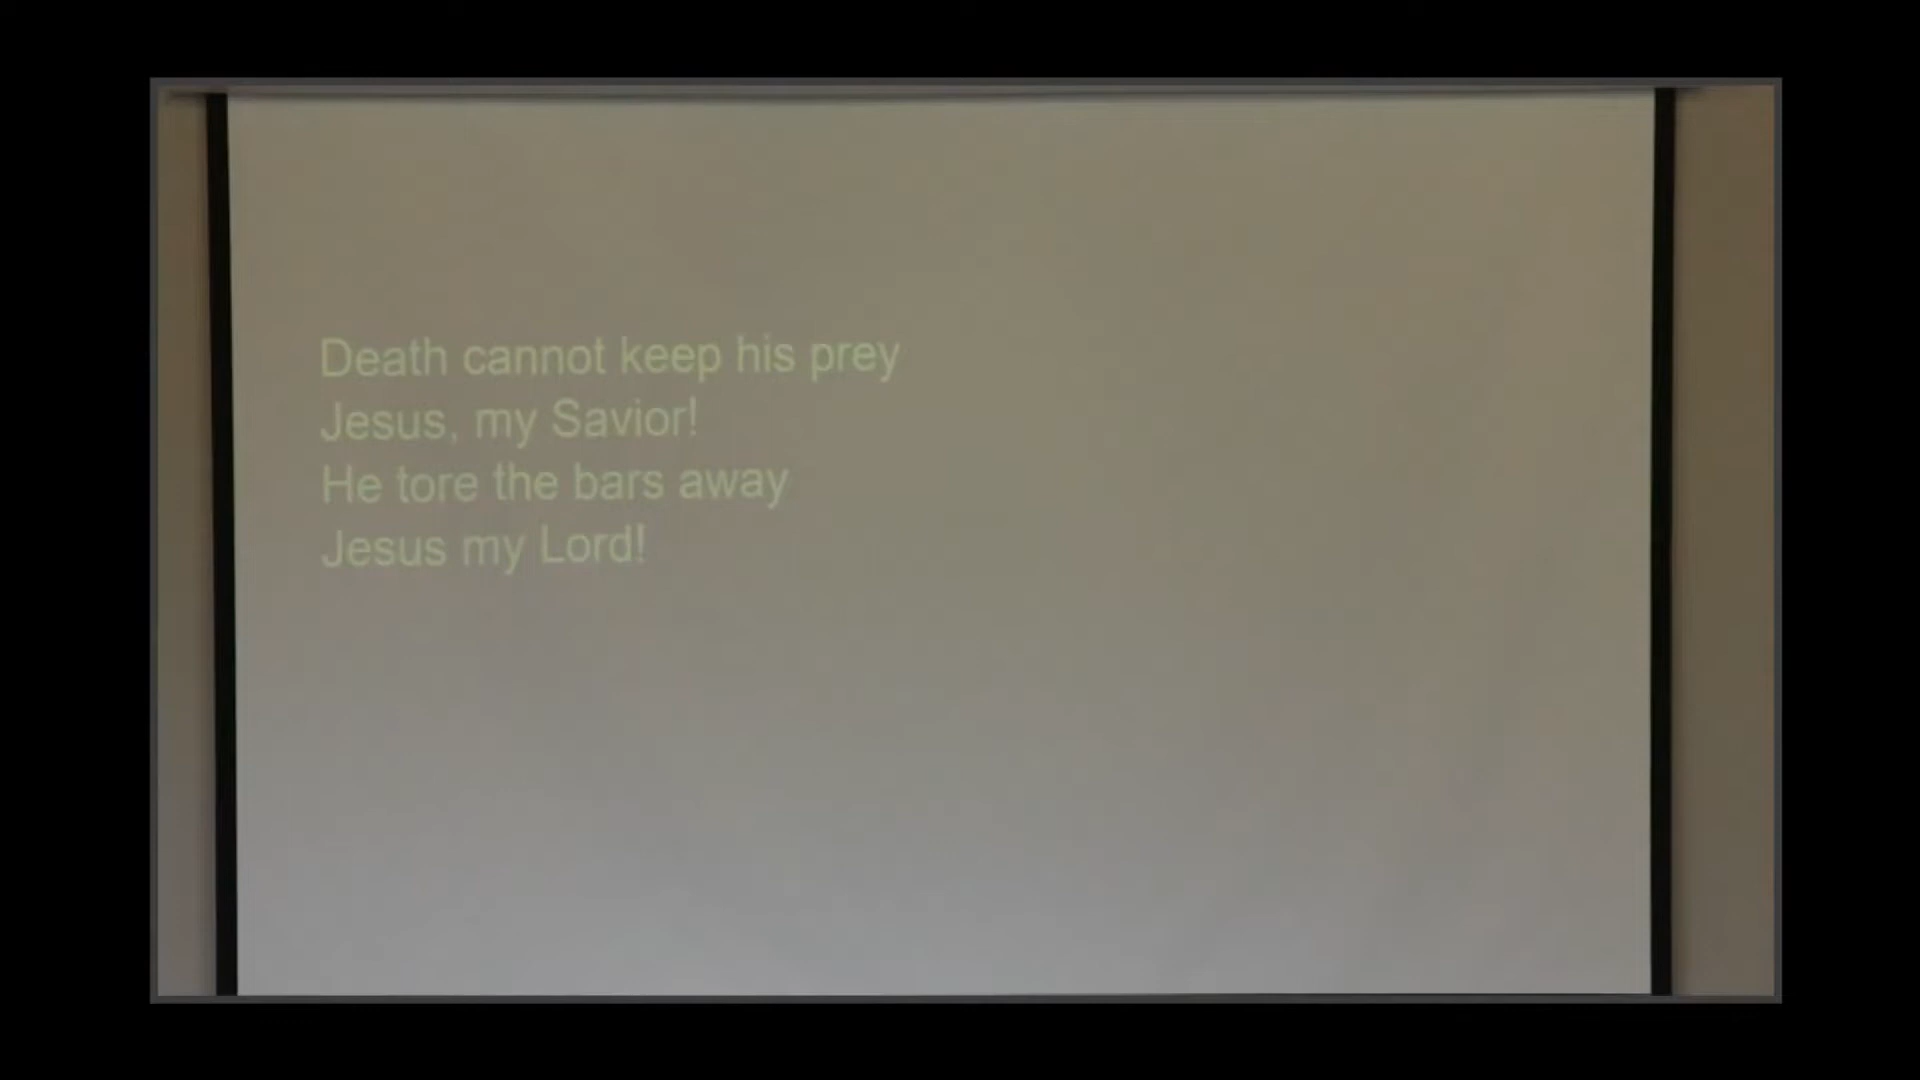 Death cannot keep his prey
Jesus, my Savior!
He tore the bars away
Jesus my Lord!